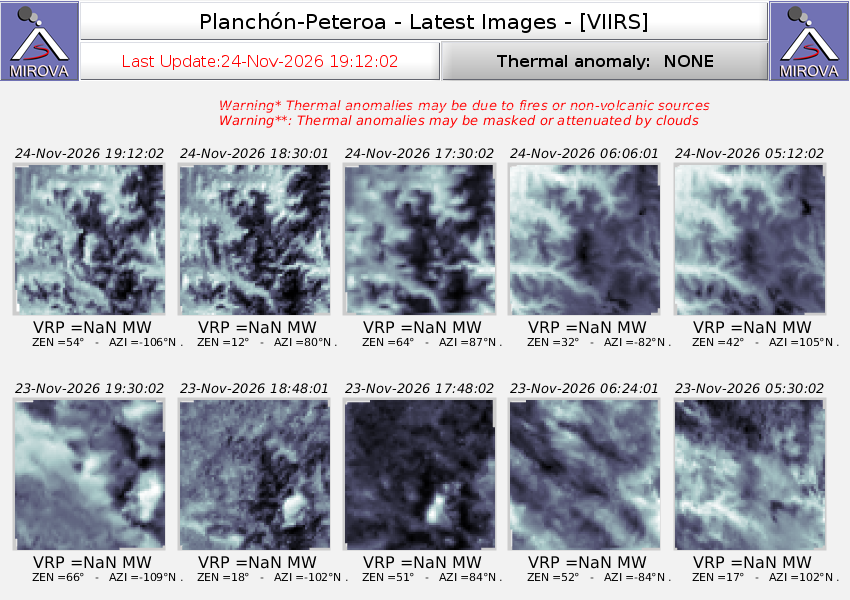 Planchón-Peteroa - Latest Images - [VIIRS]
MIROVA
Last Update:24-Nov-2026 19:12:02
Thermal anomaly: NONE
MIROVA
Warning* Thermal anomalies may be due to fires or non-volcanic sources
Warning**: Thermal anomalies may be masked or attenuated by clouds
24-Nov-2026 19:12:02 24-Nov-2026 18:30:01 24-Nov-2026 17:30:02 24-Nov-2026 06:06:01 24-Nov-2026 05:12:02
VRP =NaN MW VRP =NaN MW VRP =NaN MW VRP =NaN MW VRP =NaN MW
ZEN =54° - AZI =-106°N . ZEN =12° - AZI =80°N . ZEN =64° - AZI =87°N . ZEN =32° - AZI =-82°N . ZEN =42° - AZI =105°N .
23-Nov-2026 19:30:02 23-Nov-2026 18:48:01 23-Nov-2026 17:48:02 23-Nov-2026 06:24:01 23-Nov-2026 05:30:02
VRP =NaN MW VRP =NaN MW VRP =NaN MW VRP =NaN MW VRP =NaN MW
ZEN =66° - AZI =-109°N . ZEN =18° - AZI =-102°N . ZEN =51° - AZI =84°N . ZEN =52° - AZI =-84°N . ZEN =17° - AZI =102°N .